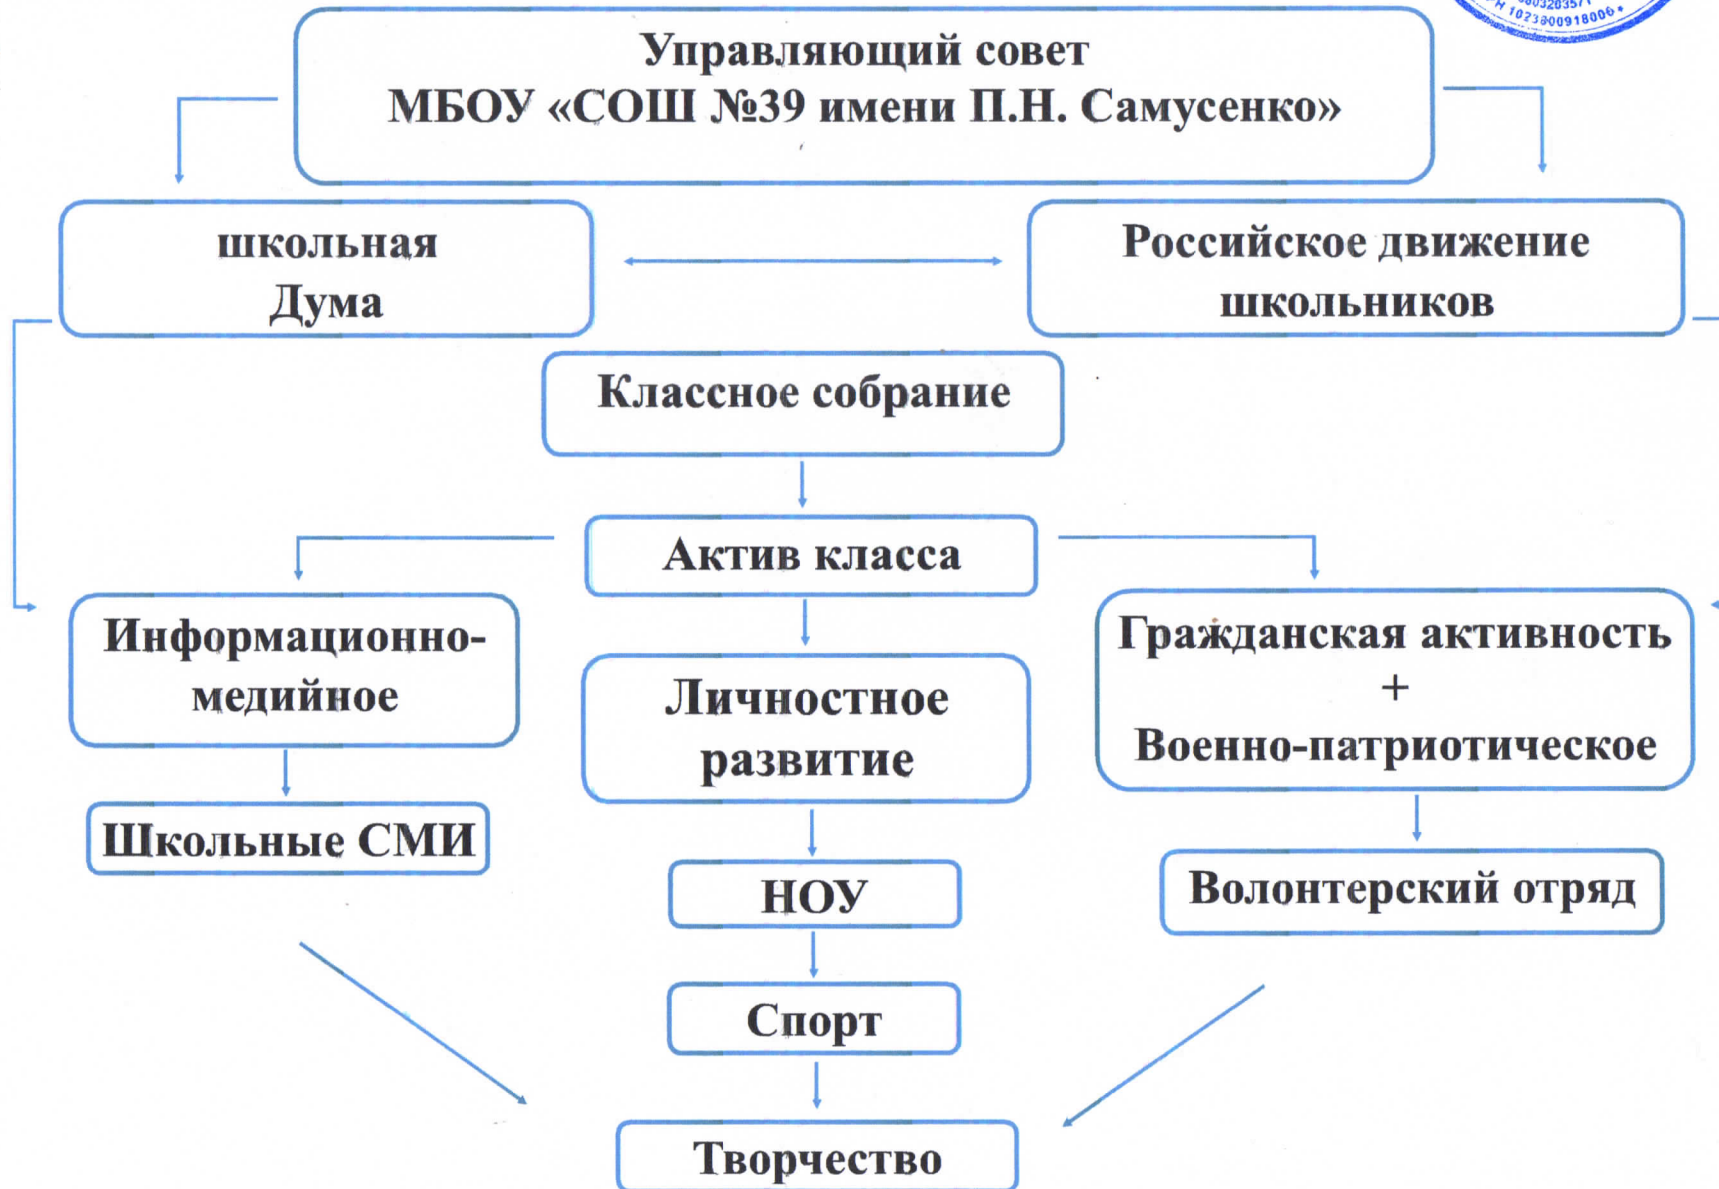 Управляющий совет
МБОУ «СОШ №39 имени П.Н. Самусенко»
школьная
Дума
Российское движение
школьников
Классное собрание
Актив класса
Информационно-
медийное
Личностное
развитие
Гражданская активность
+
Военно-патриотическое
Школьные СМИ
НОУ
Волонтерский отряд
Спорт
Творчество